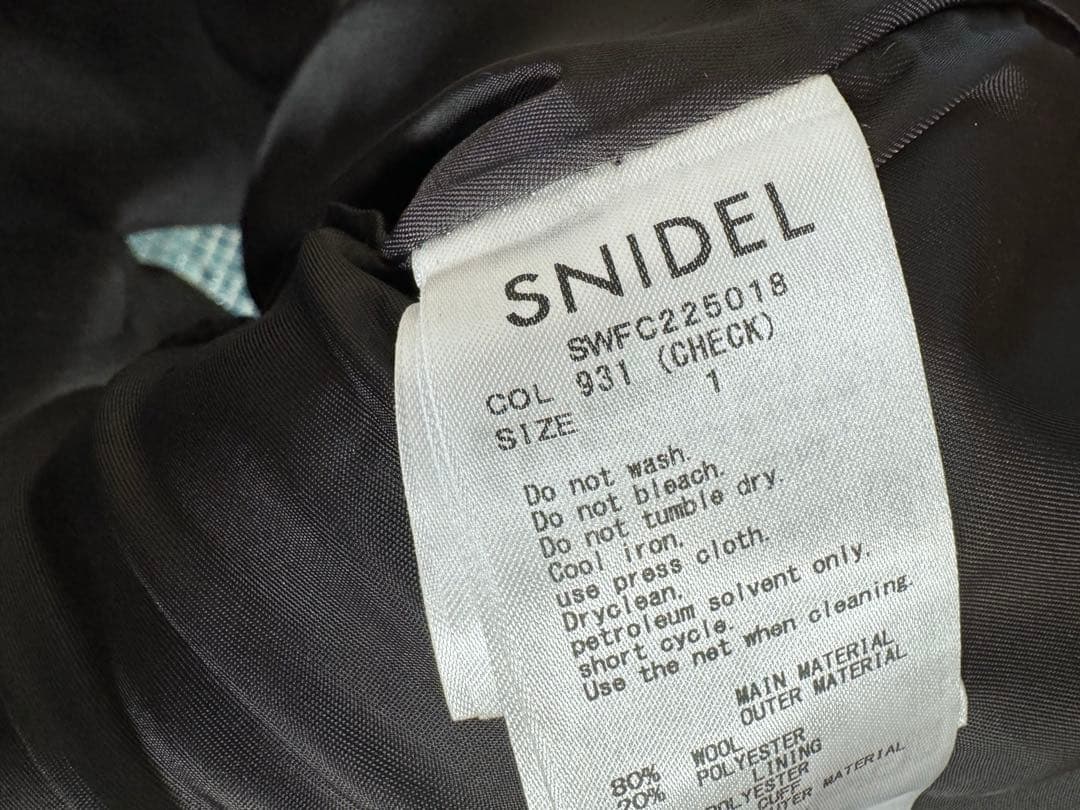 SNIDEL
SWFC225018
COL 931 (CHECK)
SIZE 1
Do not wash.
Do not bleach.
Do not tumble dry.
Cool iron.
use press cloth.
Dryclean.
petroleum solvent only.
short cycle.
Use the net when cleaning.
MAIN MATERIAL
OUTER MATERIAL
80% WOOL
20% POLYESTER
LINING
POLYESTER
CUFF
MATERIAL